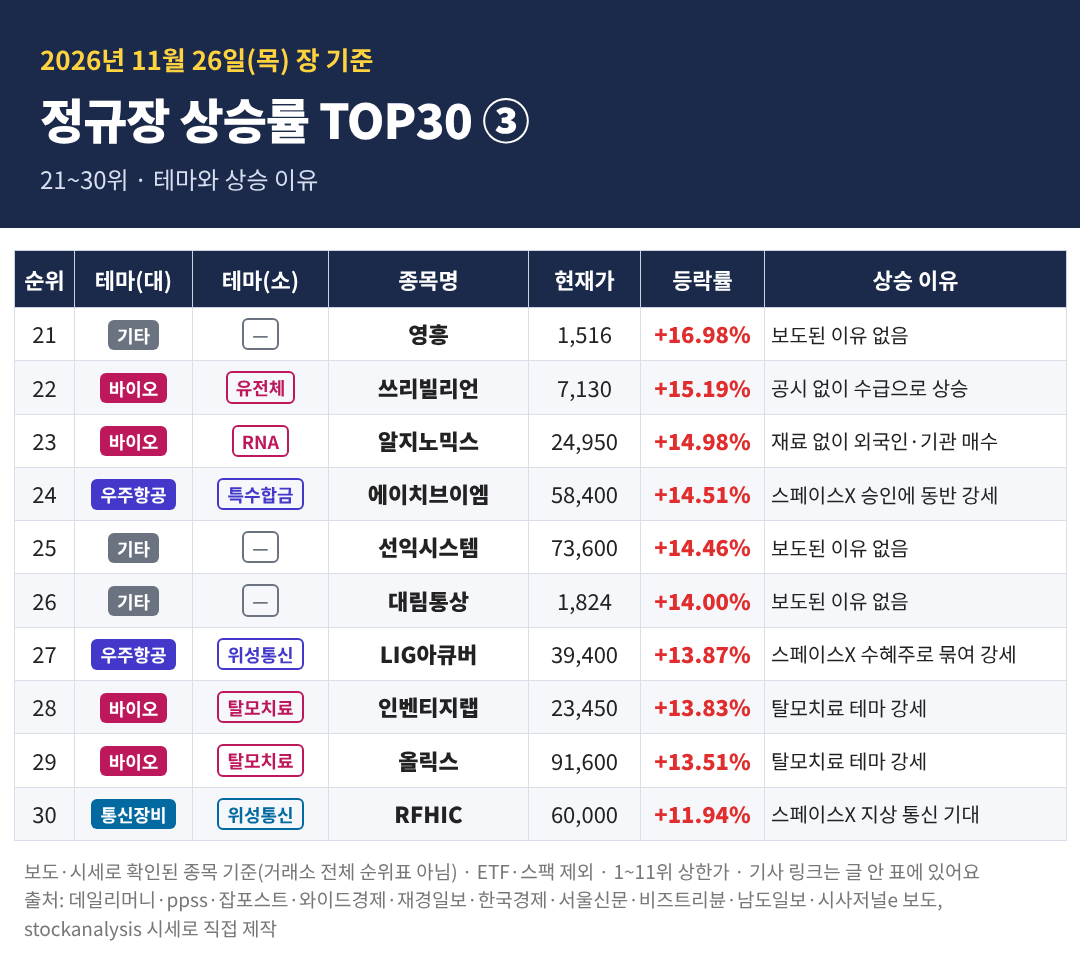 2026년 11월 26일(목) 장 기준
정규장 상승률 TOP30 ③
21~30위 · 테마와 상승 이유
순위 테마(대) 테마(소) 종목명 현재가 등락률 상승 이유
21 기타 — 영흥 1,516 +16.98% 보도된 이유 없음
22 바이오 유전체 쓰리빌리언 7,130 +15.19% 공시 없이 수급으로 상승
23 바이오 RNA 알지노믹스 24,950 +14.98% 재료 없이 외국인·기관 매수
24 우주항공 특수합금 에이치브이엠 58,400 +14.51% 스페이스X 승인에 동반 강세
25 기타 — 선익시스템 73,600 +14.46% 보도된 이유 없음
26 기타 — 대림통상 1,824 +14.00% 보도된 이유 없음
27 우주항공 위성통신 LIG아큐버 39,400 +13.87% 스페이스X 수혜주로 묶여 강세
28 바이오 탈모치료 인벤티지랩 23,450 +13.83% 탈모치료 테마 강세
29 바이오 탈모치료 올릭스 91,600 +13.51% 탈모치료 테마 강세
30 통신장비 위성통신 RFHIC 60,000 +11.94% 스페이스X 지상 통신 기대
보도·시세로 확인된 종목 기준(거래소 전체 순위표 아님) · ETF·스팩 제외 · 1~11위 상한가 · 기사 링크는 글 안 표에 있어요
출처: 데일리머니·ppss·잡포스트·와이드경제·재경일보·한국경제·서울신문·비즈트리뷴·남도일보·시사저널e 보도,
stockanalysis 시세로 직접 제작